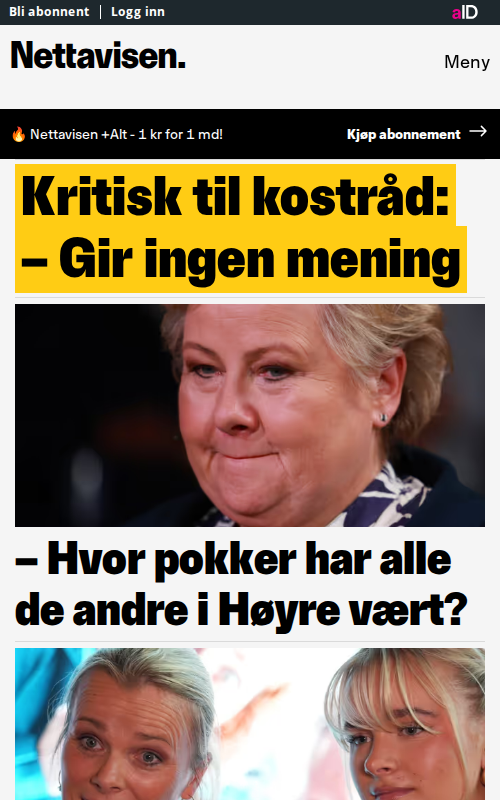 Bli abonnent | Logg inn
aID
Nettavisen.
Meny
🔥 Nettavisen +Alt - 1 kr for 1 md!
Kjøp abonnement →
Kritisk til kostråd:
– Gir ingen mening
– Hvor pokker har alle
de andre i Høyre vært?